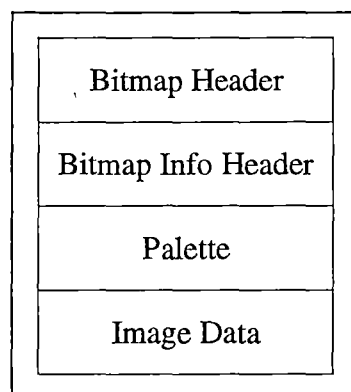 Bitmap Header
Bitmap Info Header
Palette
Image Data